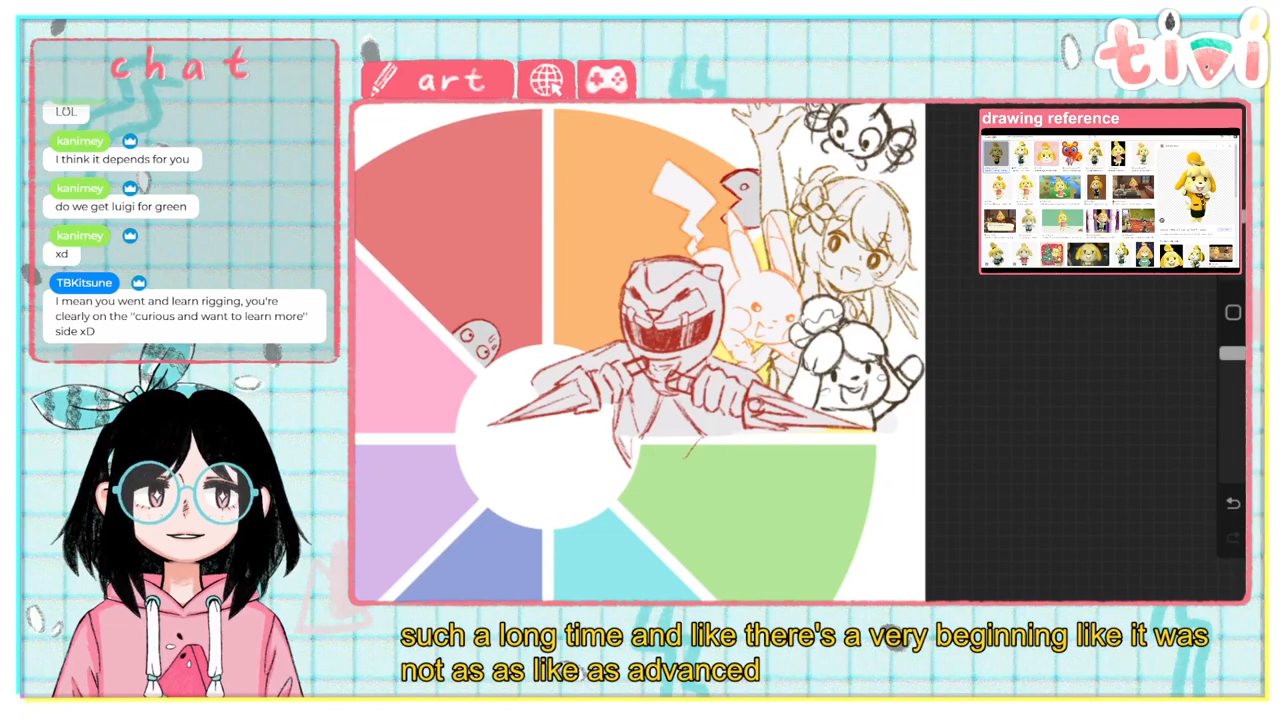 chat
LOL
kanimey
I think it depends for you
kanimey
do we get luigi for green
kanimey
xd
TBKitsune
I mean you went and learn rigging, you're
clearly on the "curious and want to learn more"
side xD
art
tivi
drawing reference
such a long time and like there's a very beginning like it was
not as as like as advanced